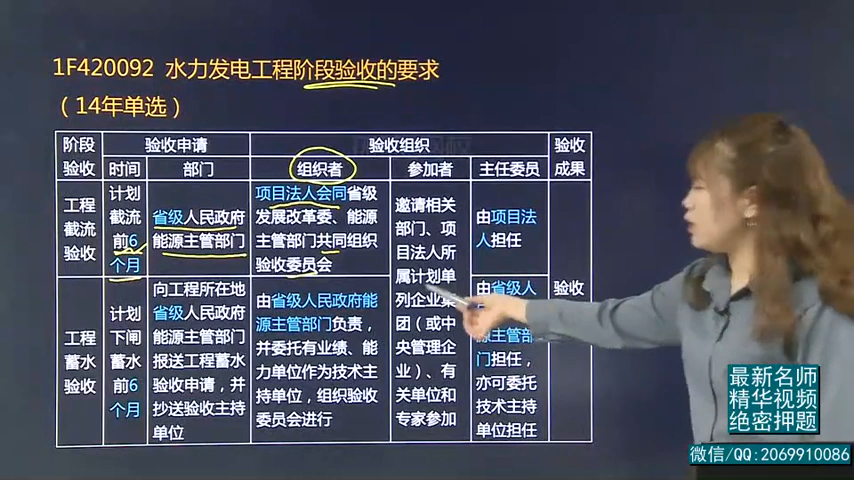 1F420092 水力发电工程阶段验收的要求
（14年单选）
阶段
验收
验收申请
验收组织
验收
成果
时间
部门
组织者
参加者
主任委员
工程
截流
验收
计划
截流
前6
个月
省级人民政府
能源主管部门
项目法人会同省级
发展改革委、能源
主管部门共同组织
验收委员会
邀请相关
部门、项
目法人所
属计划单
列企业集
团（或中
央管理企
业）、有
关单位和
专家参加
由项目法
人担任
验收
工程
蓄水
验收
计划
下闸
蓄水
前6
个月
向工程所在地
省级人民政府
能源主管部门
报送工程蓄水
验收申请，并
抄送验收主持
单位
由省级人民政府能
源主管部门负责，
并委托有业绩、能
力单位作为技术主
持单位，组织验收
委员会进行
由省级人
源主管部
门担任，
亦可委托
技术主持
单位担任
最新名师
精华视频
绝密押题
微信/QQ:2069910086